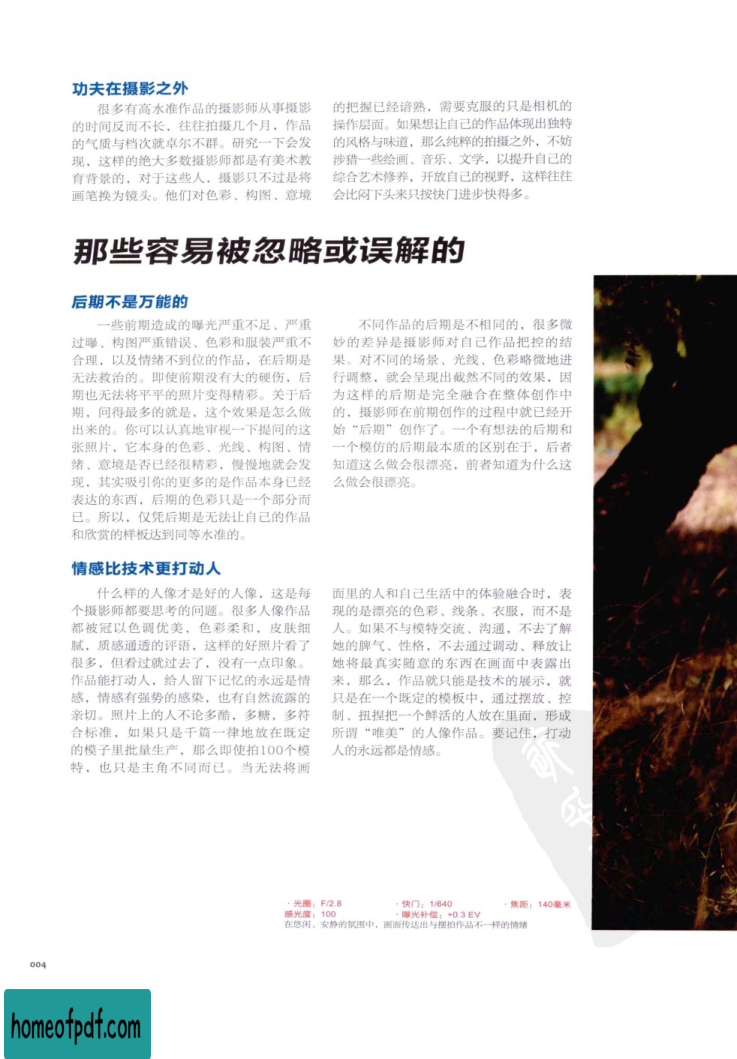 功夫在摄影之外
很多有高水准作品的摄影师从事摄影
的时间反而不长，往往拍摄几个月，作品
的气质与档次就卓尔不群。研究一下会发
现，这样的绝大多数摄影师都是有美术教
育背景的，对于这些人，摄影只不过是将
画笔换为镜头。他们对色彩、构图、意境
的把握已经谙熟，需要克服的只是相机的
操作层面。如果想让自己的作品体现出独特
的风格与味道，那么纯粹的拍摄之外，不妨
涉猎一些绘画、音乐、文学，以提升自己的
综合艺术修养，开放自己的视野，这样往往
会比闷下头来只按快门进步快得多。
那些容易被忽略或误解的
后期不是万能的
一些前期造成的曝光严重不足、严重
过曝、构图严重错误、色彩和服装严重不
合理，以及情绪不到位的作品，在后期是
无法救治的。即使前期没有大的硬伤，后
期也无法将平平的照片变得精彩。关于后
期，问得最多的就是，这个效果是怎么做
出来的。你可以认真地审视一下提问的这
张照片，它本身的色彩、光线、构图、情
绪、意境是否已经很精彩，慢慢地就会发
现，其实吸引你的更多的是作品本身已经
表达的东西，后期的色彩只是一个部分而
已。所以，仅凭后期是无法让自己的作品
和欣赏的样板达到同等水准的。
不同作品的后期是不相同的，很多微
妙的差异是摄影师对自己作品把控的结
果。对不同的场景、光线、色彩略微地进
行调整，就会呈现出截然不同的效果，因
为这样的后期是完全融合在整体创作中
的，摄影师在前期创作的过程中就已经开
始“后期”创作了。一个有想法的后期和
一个模仿的后期最本质的区别在于，后者
知道这么做会很漂亮，前者知道为什么这
么做会很漂亮。
情感比技术更打动人
什么样的人像才是好的人像，这是每
个摄影师都要思考的问题。很多人像作品
都被冠以色调优美，色彩柔和，皮肤细
腻，质感通透的评语，这样的好照片看了
很多，但看过就过去了，没有一点印象。
作品能打动人，给人留下记忆的永远是情
感，情感有强势的感染，也有自然流露的
亲切。照片上的人不论多酷，多糖，多符
合标准，如果只是千篇一律地放在既定
的模子里批量生产，那么即使拍100个模
特，也只是主角不同而已。当无法将画
面里的人和自己生活中的体验融合时，表
现的是漂亮的色彩、线条、衣服，而不是
人。如果不与模特交流、沟通，不去了解
她的脾气、性格，不去通过调动、释放让
她将最真实随意的东西在画面中表露出
来，那么，作品就只能是技术的展示，就
只是在一个既定的模板中，通过摆放、控
制、扭捏把一个鲜活的人放在里面，形成
所谓“唯美”的人像作品。要记住，打动
人的永远都是情感。
·光圈：F/2.8 ·快门：1/640 ·焦距：140毫米
感光度：100 ·曝光补偿：+0.3 EV
在悠闲、安静的氛围中，画面传达出与摆拍作品不一样的情绪
004
homeofpdf.com